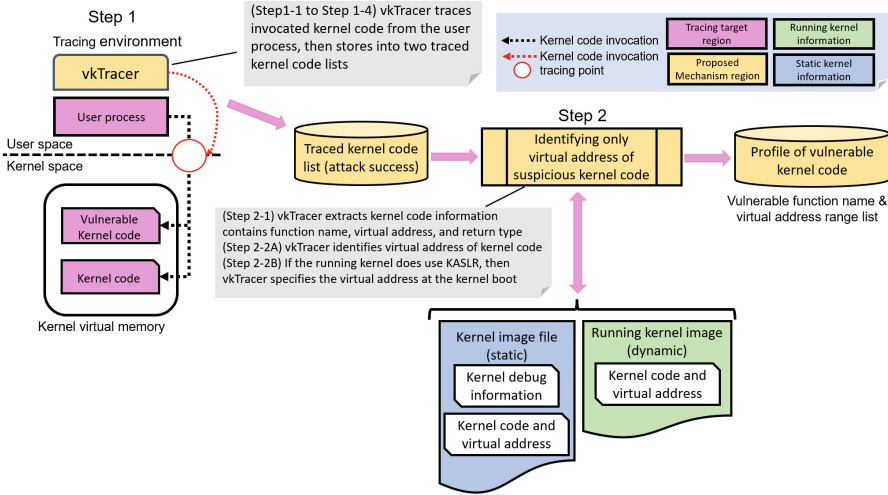 Step 1
Tracing environment
vkTracer
User process
User space
Kernel space
Vulnerable
Kernel code
Kernel code
Kernel virtual memory
(Step1-1 to Step 1-4) vkTracer traces
invocated kernel code from the user
process, then stores into two traced
kernel code lists
Kernel code invocation
Kernel code invocation
tracing point
Tracing target
region
Running kernel
information
Proposed
Mechanism region
Static kernel
information
Traced kernel code
list (attack success)
Step 2
Identifying only
virtual address of
suspicious kernel code
Profile of vulnerable
kernel code
Vulnerable function name &
virtual address range list
(Step 2-1) vkTracer extracts kernel code information
contains function name, virtual address, and return type
(Step 2-2A) vkTracer identifies virtual address of kernel code
(Step 2-2B) If the running kernel does use KASLR, then
vkTracer specifies the virtual address at the kernel boot
Kernel image file
(static)
Kernel debug
information
Kernel code and
virtual address
Running kernel image
(dynamic)
Kernel code and
virtual address